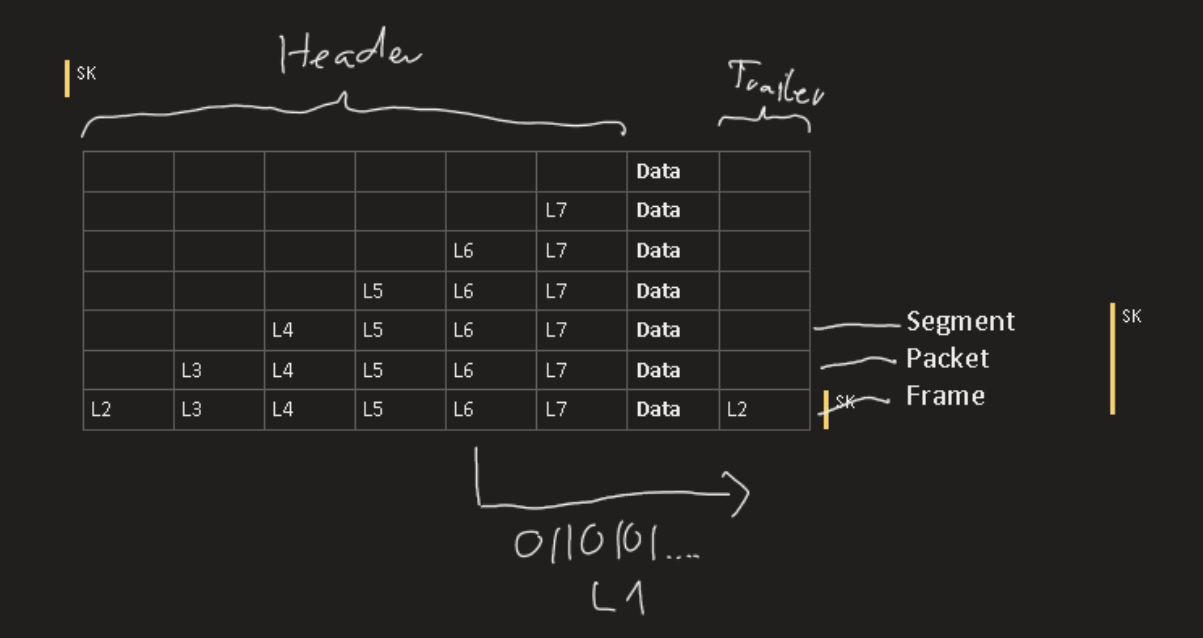 Header
SK
Trailer
Data
L7 Data
L6 L7 Data
L5 L6 L7 Data
L4 L5 L6 L7 Data Segment SK
L3 L4 L5 L6 L7 Data Packet
L2 L3 L4 L5 L6 L7 Data L2 SK Frame
0110101....
L1